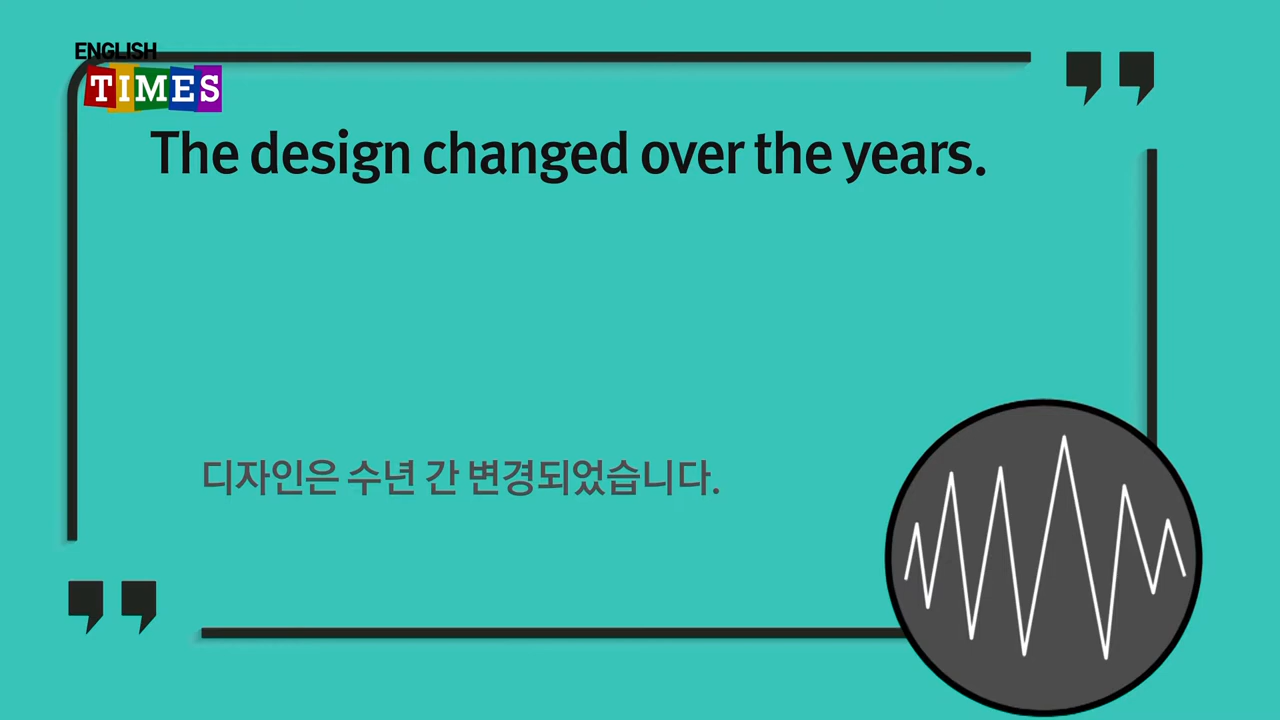 ENGLISH
TIMES
The design changed over the years.
디자인은 수년 간 변경되었습니다.